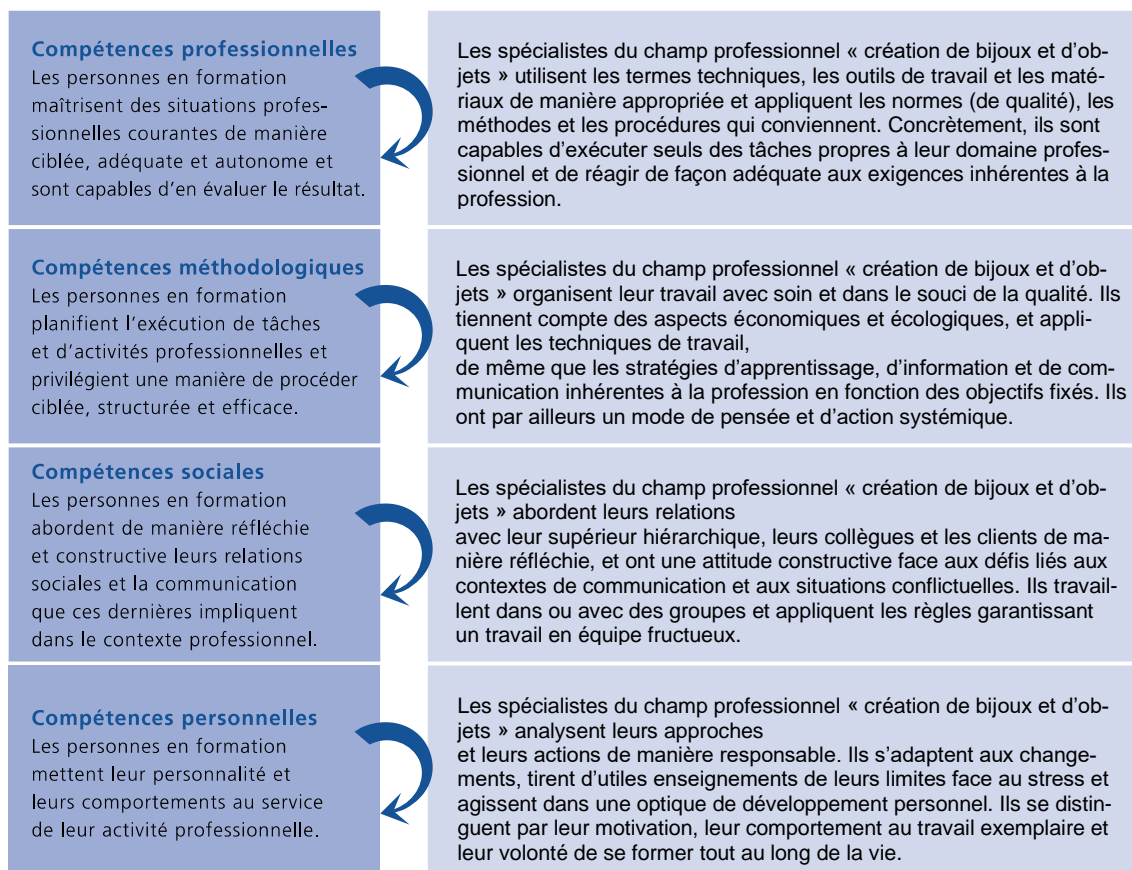 Compétences professionnelles
Les personnes en formation
maîtrisent des situations profes-
sionnelles courantes de manière
ciblée, adéquate et autonome et
sont capables d'en évaluer le résultat.
Les spécialistes du champ professionnel « création de bijoux et d'ob-
jets » utilisent les termes techniques, les outils de travail et les maté-
riaux de manière appropriée et appliquent les normes (de qualité), les
méthodes et les procédures qui conviennent. Concrètement, ils sont
capables d'exécuter seuls des tâches propres à leur domaine profes-
sionnel et de réagir de façon adéquate aux exigences inhérentes à la
profession.
Compétences méthodologiques
Les personnes en formation
planifient l'exécution de tâches
et d'activités professionnelles et
privilégient une manière de procéder
ciblée, structurée et efficace.
Les spécialistes du champ professionnel « création de bijoux et d'ob-
jets » organisent leur travail avec soin et dans le souci de la qualité. Ils
tiennent compte des aspects économiques et écologiques, et appli-
quent les techniques de travail,
de même que les stratégies d'apprentissage, d'information et de com-
munication inhérentes à la profession en fonction des objectifs fixés. Ils
ont par ailleurs un mode de pensée et d'action systémique.
Compétences sociales
Les personnes en formation
abordent de manière réfléchie
et constructive leurs relations
sociales et la communication
que ces dernières impliquent
dans le contexte professionnel.
Les spécialistes du champ professionnel « création de bijoux et d'ob-
jets » abordent leurs relations
avec leur supérieur hiérarchique, leurs collègues et les clients de ma-
nière réfléchie, et ont une attitude constructive face aux défis liés aux
contextes de communication et aux situations conflictuelles. Ils travail-
lent dans ou avec des groupes et appliquent les règles garantissant
un travail en équipe fructueux.
Compétences personnelles
Les personnes en formation
mettent leur personnalité et
leurs comportements au service
de leur activité professionnelle.
Les spécialistes du champ professionnel « création de bijoux et d'ob-
jets » analysent leurs approches
et leurs actions de manière responsable. Ils s'adaptent aux change-
ments, tirent d'utiles enseignements de leurs limites face au stress et
agissent dans une optique de développement personnel. Ils se distin-
guent par leur motivation, leur comportement au travail exemplaire et
leur volonté de se former tout au long de la vie.